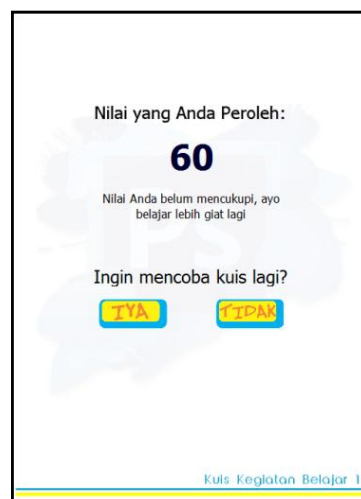 Nilai yang Anda Peroleh:
60
Nilai Anda belum mencukupi, ayo
belajar lebih giat lagi
Ps
Ingin mencoba kuis lagi?
IYA
TIDAK
Kuis Kegiatan Belajar 1